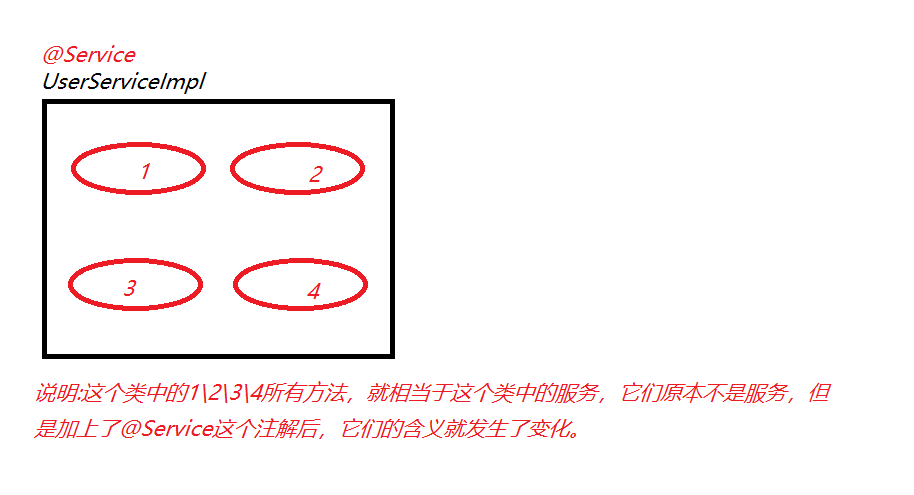 @Service
UserServiceImpl
1 2
3 4
说明:这个类中的1\2\3\4所有方法，就相当于这个类中的服务，它们原本不是服务，但
是加上了@Service这个注解后，它们的含义就发生了变化。